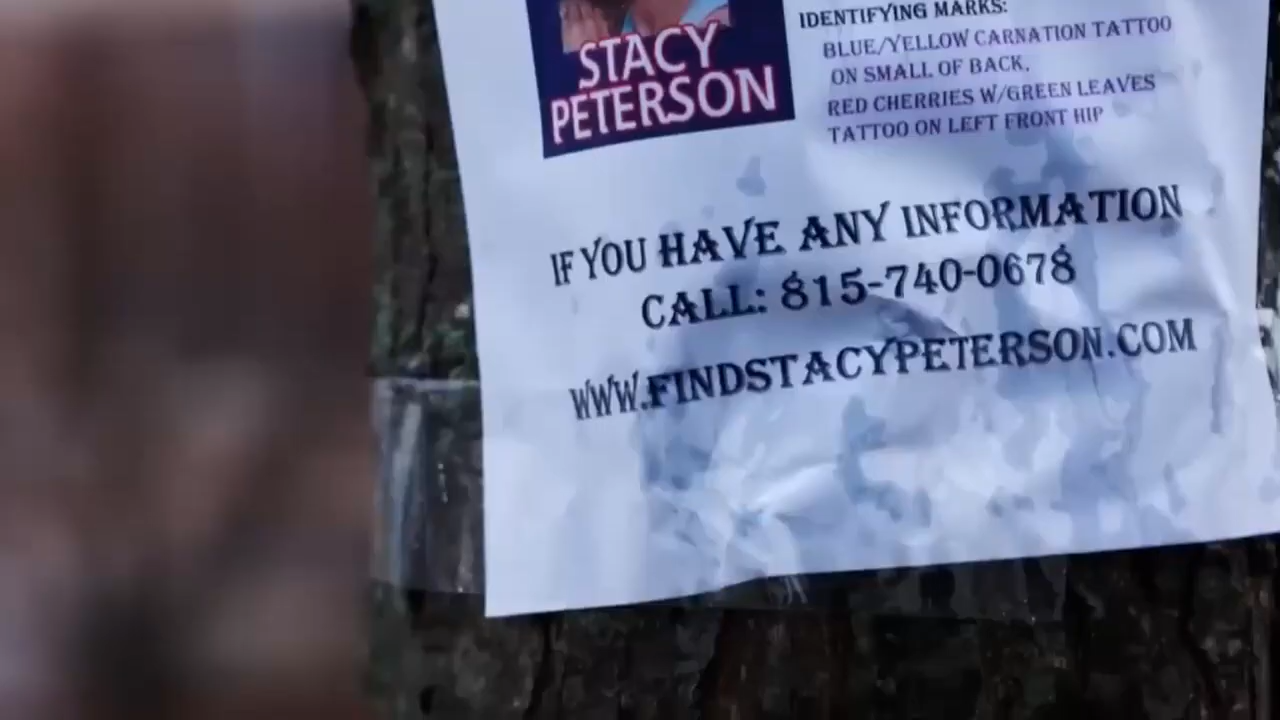 STACY
PETERSON
IDENTIFYING MARKS:
BLUE/YELLOW CARNATION TATTOO
ON SMALL OF BACK.
RED CHERRIES W/GREEN LEAVES
TATTOO ON LEFT FRONT HIP
IF YOU HAVE ANY INFORMATION
CALL: 815-740-0678
WWW.FINDSTACYPETERSON.COM